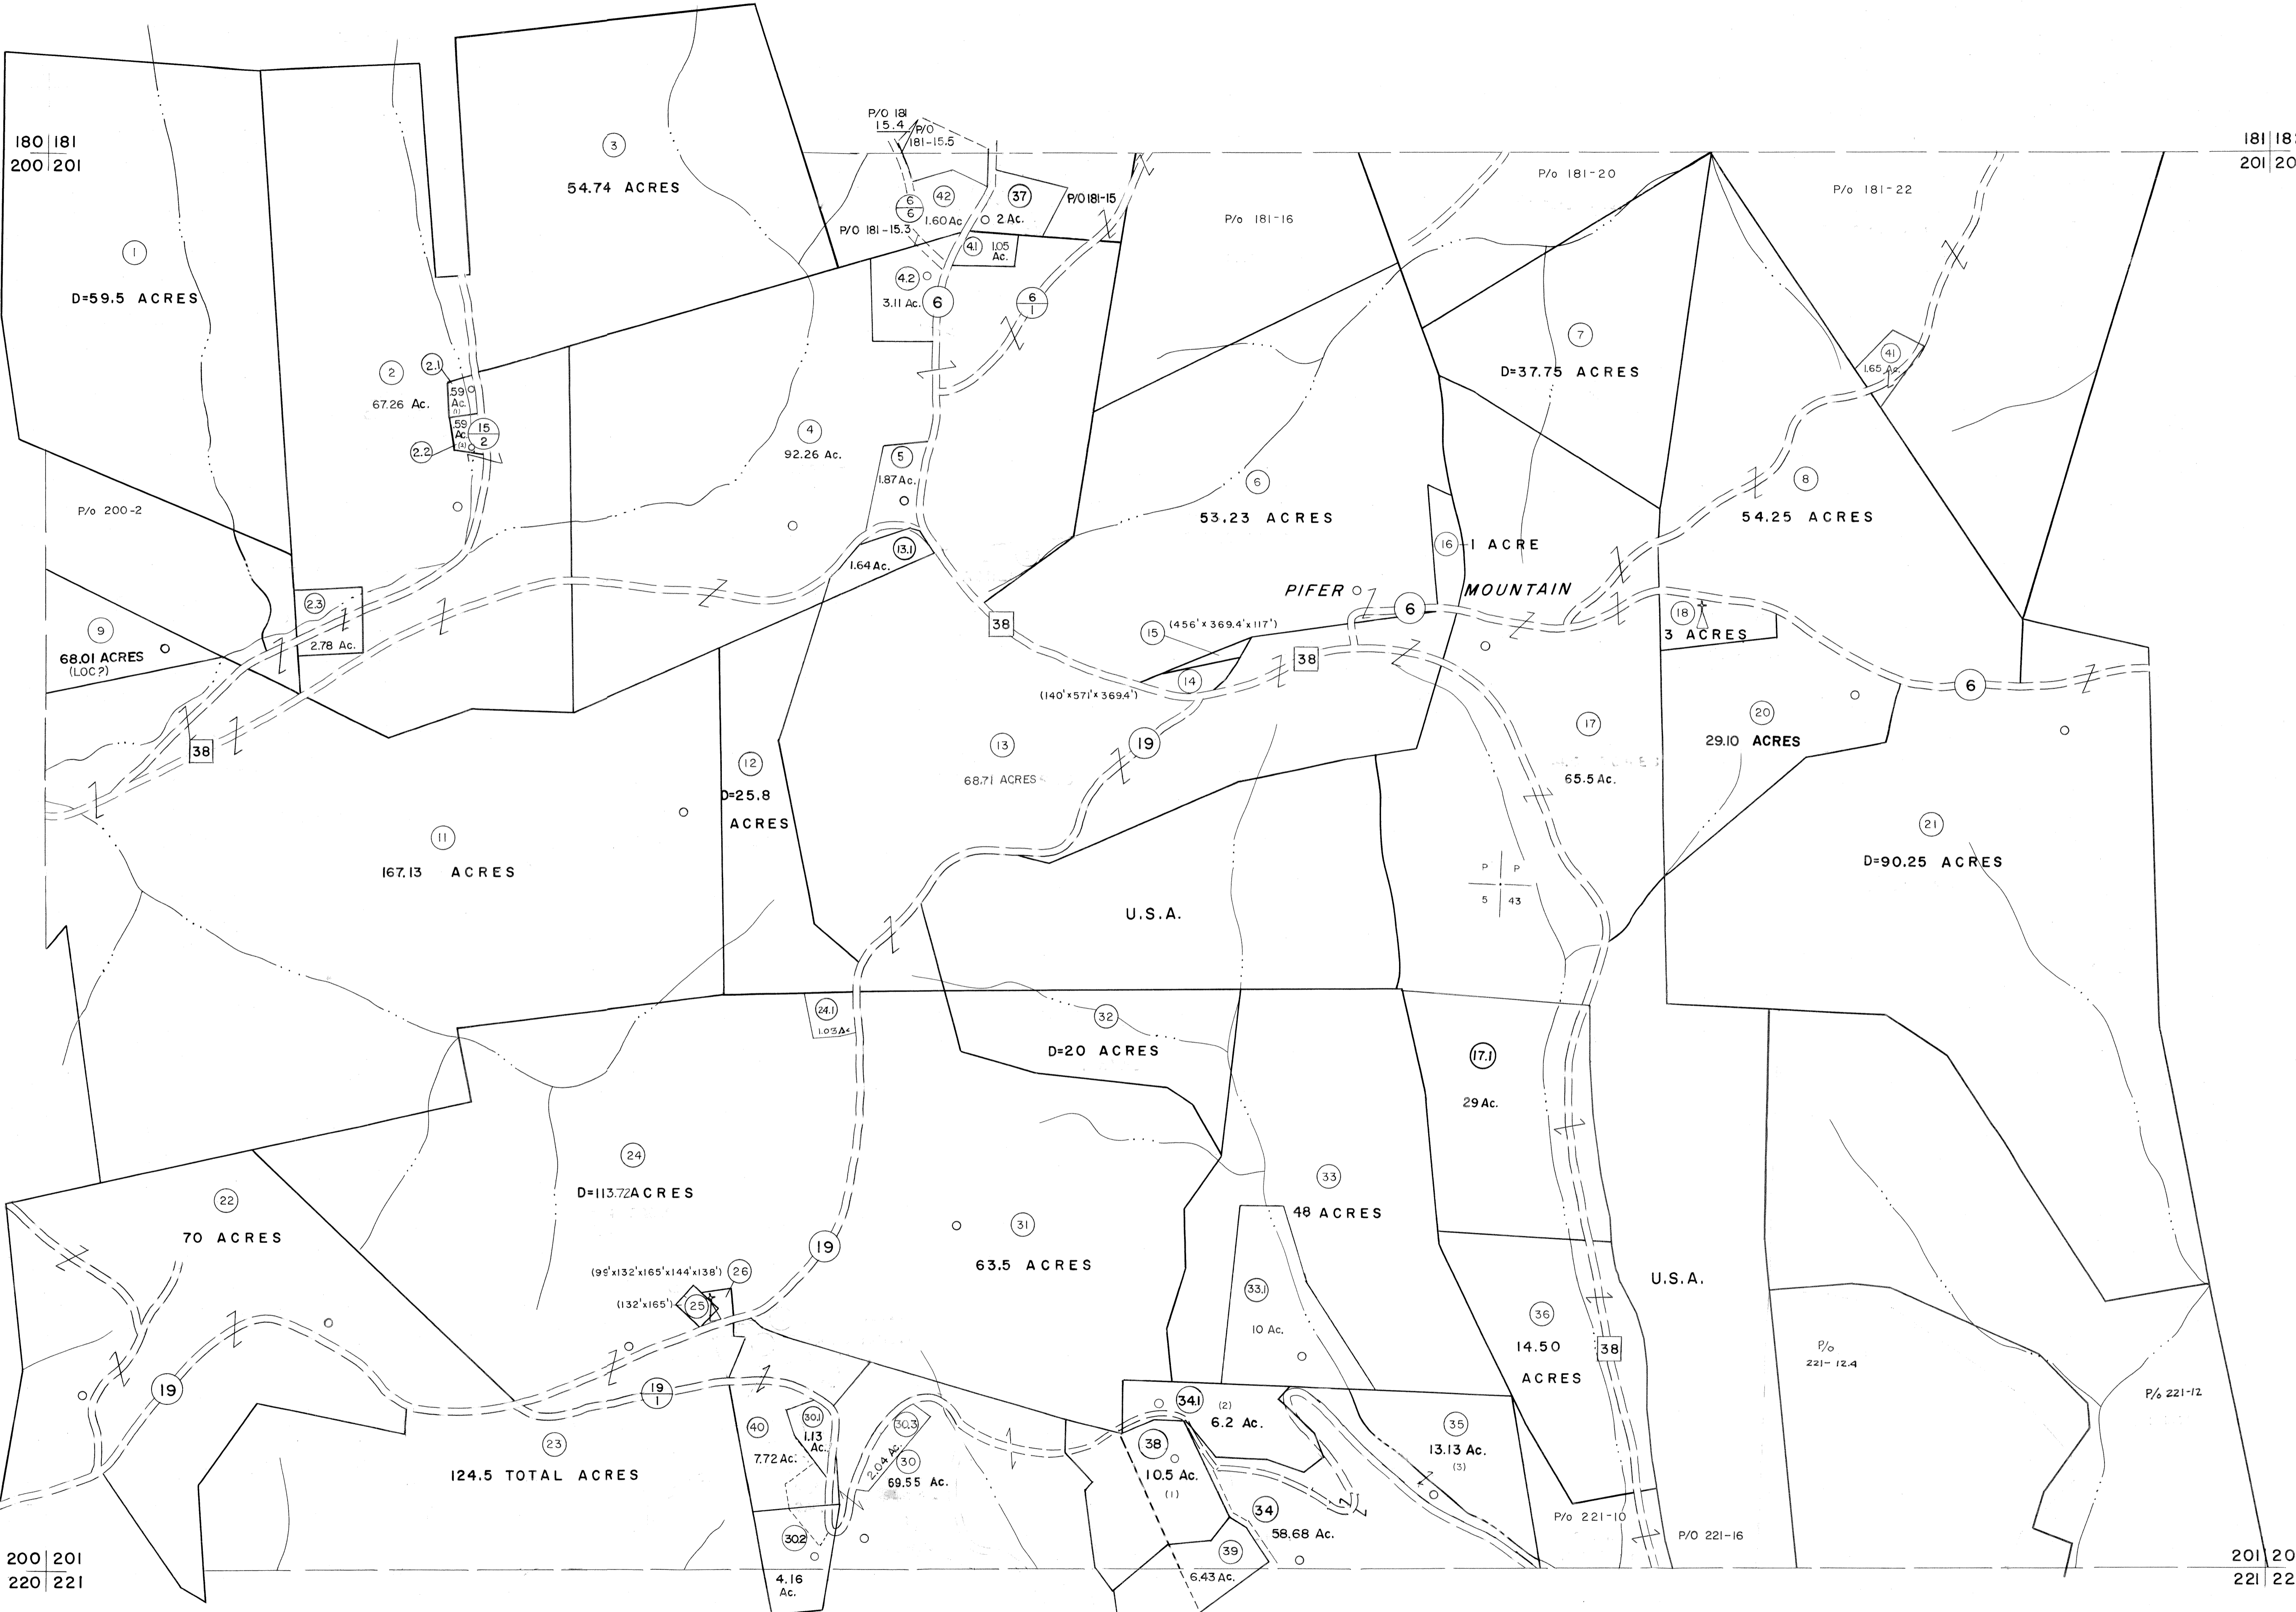 180 181
200 201
181 18
201 20
P/O 181
15.4
P/O
181-15.5
3
54.74 ACRES
1
D=59.5 ACRES
42
1.60 Ac.
37
2 Ac.
P/O 181-15
6
6
P/O 181-15.3
4.1 1.05
Ac.
4.2
3.11 Ac.
6
6
1
P/o 181-16
P/o 181-20
P/o 181-22
7
D=37.75 ACRES
41
1.65 Ac.
2
67.26 Ac.
2.1
.59
Ac.
(1)
.59
Ac.
(2)
2.2
15
2
4
92.26 Ac.
5
1.87 Ac.
6
53.23 ACRES
8
54.25 ACRES
P/o 200-2
13.1
1.64 Ac.
16
1 ACRE
PIFER MOUNTAIN
6
2.3
2.78 Ac.
9
68.01 ACRES
(LOC?)
38
15
(456' x 369.4' x 117')
14
(140' x 571' x 369.4')
38
18
3 ACRES
6
38
17
65.5 Ac.
20
29.10 ACRES
19
13
68.71 ACRES
12
D=25.8
ACRES
11
167.13 ACRES
21
D=90.25 ACRES
P P
5 43
U.S.A.
24.1
1.03 Ac
32
D=20 ACRES
17.1
29 Ac.
24
D=113.72 ACRES
22
70 ACRES
33
48 ACRES
31
63.5 ACRES
19
(99'x132'x165'x144'x138')
26
(132'x165')
25
33.1
10 Ac.
U.S.A.
36
14.50
ACRES
38
P/o
221-12.4
P/o 221-12
19
19
1
23
124.5 TOTAL ACRES
40
7.72 Ac.
30.1
1.13
Ac.
30.3
2.04 Ac.
30
69.55 Ac.
34.1
(2)
6.2 Ac.
35
13.13 Ac.
(3)
38
10.5 Ac.
(1)
34
58.68 Ac.
P/o 221-10
P/O 221-16
30.2
4.16
Ac.
39
6.43 Ac.
200 201
220 221
201 20
221 22